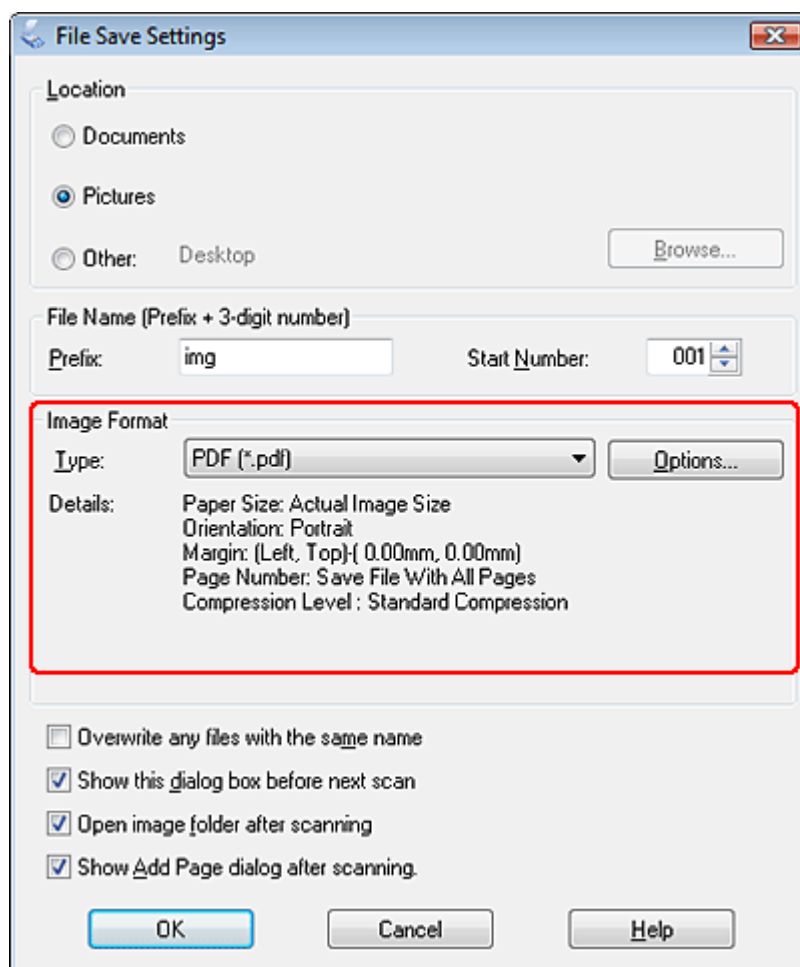 File Save Settings
Location
Documents
Pictures
Other: Desktop Browse...
File Name (Prefix + 3-digit number)
Prefix: img Start Number: 001
Image Format
Type: PDF (*.pdf) Options...
Details: Paper Size: Actual Image Size
Orientation: Portrait
Margin: (Left, Top)-( 0.00mm, 0.00mm)
Page Number: Save File With All Pages
Compression Level : Standard Compression
Overwrite any files with the same name
Show this dialog box before next scan
Open image folder after scanning
Show Add Page dialog after scanning.
OK Cancel Help